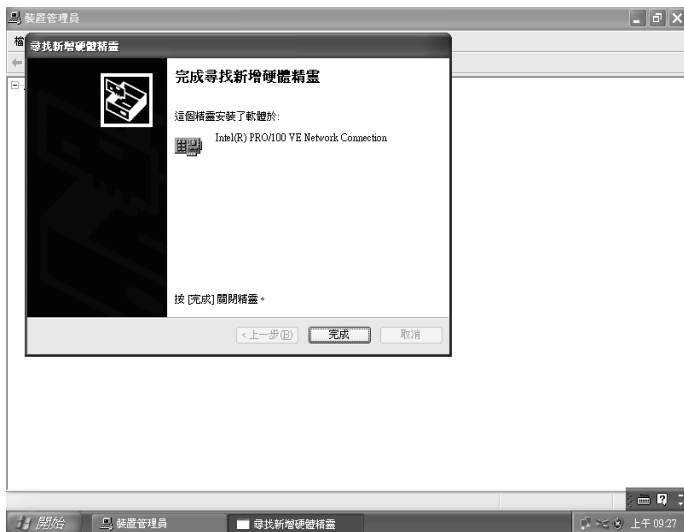 裝置管理員
檔
尋找新增硬體精靈
完成尋找新增硬體精靈
這個精靈安裝了軟體於:
Intel(R) PRO/100 VE Network Connection
按 [完成] 關閉精靈。
<上一步(B)
完成
取消
開始
裝置管理員
尋找新增硬體精靈
上午 09:27